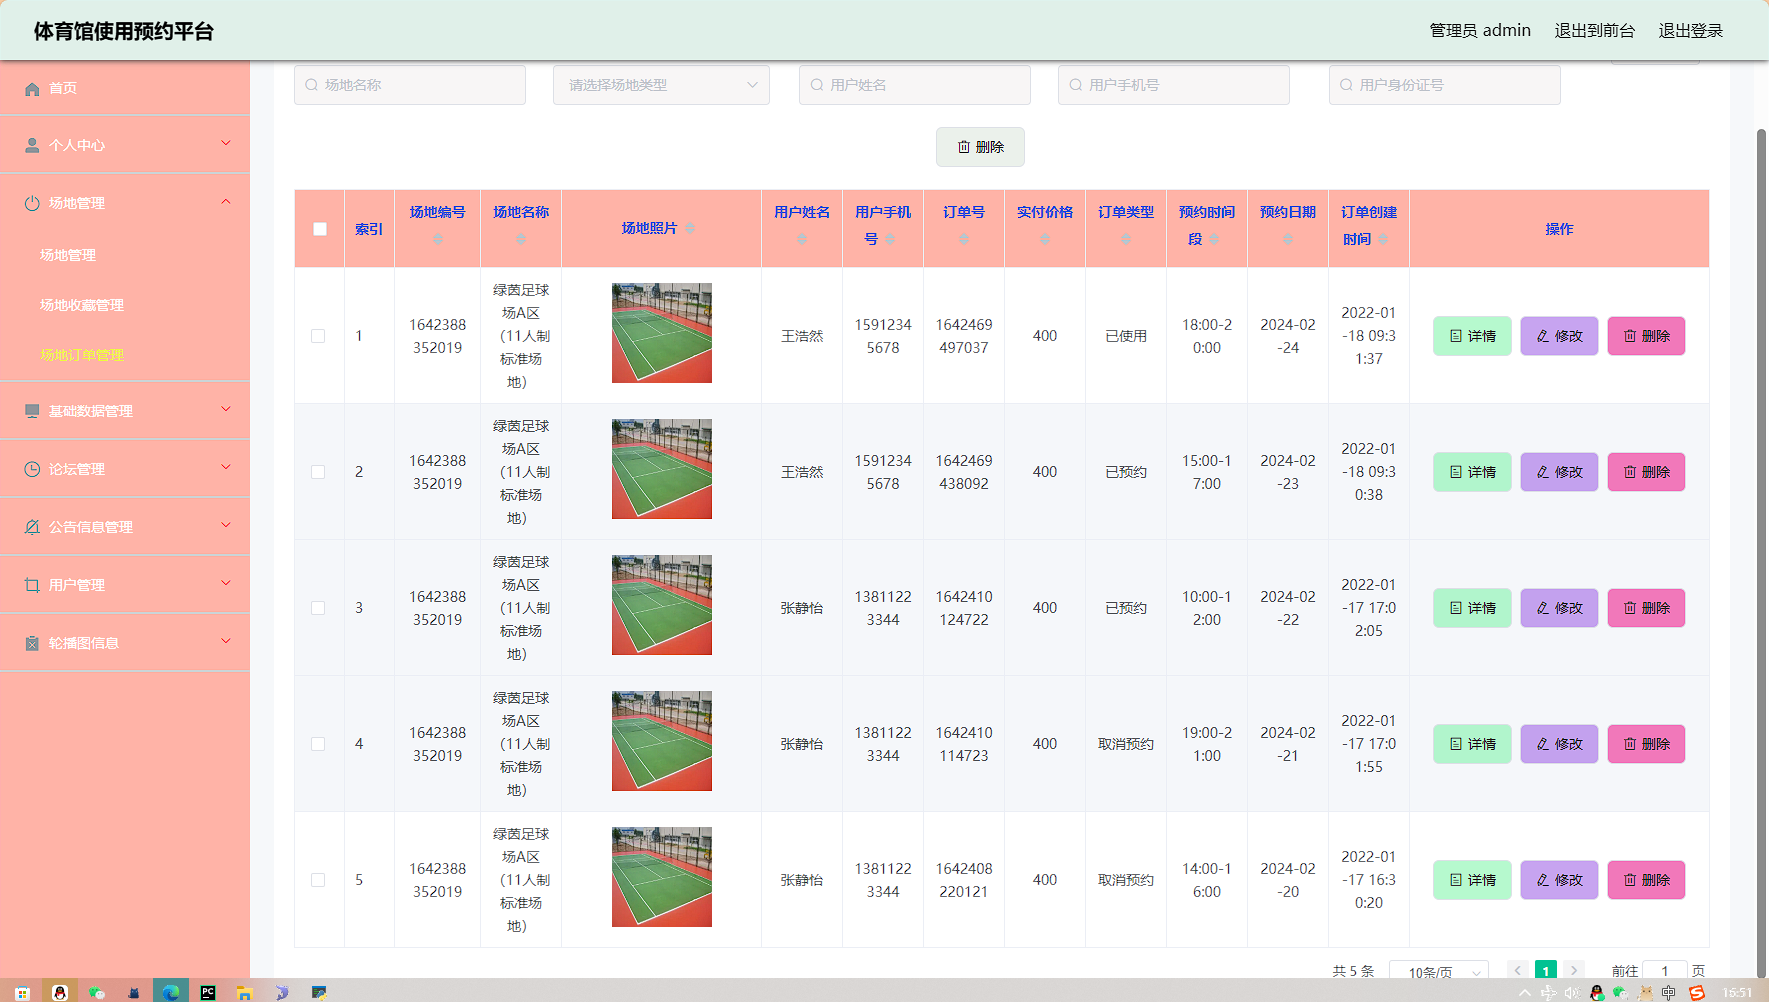 体育馆使用预约平台
管理员 admin 退出到前台 退出登录
首页
个人中心
场地管理
场地管理
场地收藏管理
场地订单管理
基础数据管理
论坛管理
公告信息管理
用户管理
轮播图信息
场地名称 请选择场地类型 用户姓名 用户手机号 用户身份证号
删除
索引 场地编号 场地名称 场地照片 用户姓名 用户手机号 订单号 实付价格 订单类型 预约时间段 预约日期 订单创建时间 操作
1 1642388352019 绿茵足球场A区（11人制标准场地） 王浩然 15912345678 1642469497037 400 已使用 18:00-20:00 2024-02-24 2022-01-18 09:31:37 详情 修改 删除
2 1642388352019 绿茵足球场A区（11人制标准场地） 王浩然 15912345678 1642469438092 400 已预约 15:00-17:00 2024-02-23 2022-01-18 09:30:38 详情 修改 删除
3 1642388352019 绿茵足球场A区（11人制标准场地） 张静怡 13811223344 1642410124722 400 已预约 10:00-12:00 2024-02-22 2022-01-17 17:02:05 详情 修改 删除
4 1642388352019 绿茵足球场A区（11人制标准场地） 张静怡 13811223344 1642410114723 400 取消预约 19:00-21:00 2024-02-21 2022-01-17 17:01:55 详情 修改 删除
5 1642388352019 绿茵足球场A区（11人制标准场地） 张静怡 13811223344 1642408220121 400 取消预约 14:00-16:00 2024-02-20 2022-01-17 16:30:20 详情 修改 删除
共 5 条 10条/页 1 前往 1 页
PC 中 16:51